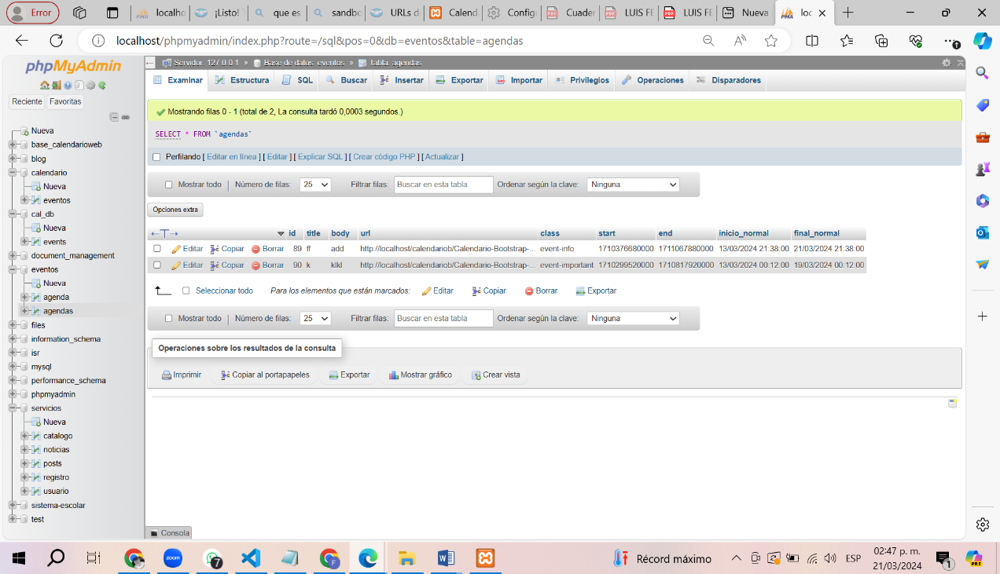 Error
localho
¡Listo! T
que es
sandbo
URLs d
Calend
Config
Cuader
LUIS FE
LUIS FE
Nueva
loc
localhost/phpmyadmin/index.php?route=/sql&pos=0&db=eventos&table=agendas
phpMyAdmin
Reciente Favoritas
Nueva
base_calendarioweb
blog
calendario
Nueva
eventos
cal_db
Nueva
events
document_management
eventos
Nueva
agenda
agendas
files
information_schema
isr
mysql
performance_schema
phpmyadmin
servicios
Nueva
catalogo
noticias
posts
registro
usuario
sistema-escolar
test
Servidor: 127.0.0.1 » Base de datos: eventos » Tabla: agendas
Examinar Estructura SQL Buscar Insertar Exportar Importar Privilegios Operaciones Disparadores
Mostrando filas 0 - 1 (total de 2, La consulta tardó 0,0003 segundos.)
SELECT * FROM `agendas`
Perfilando [ Editar en línea ] [ Editar ] [ Explicar SQL ] [ Crear código PHP ] [ Actualizar ]
Mostrar todo | Número de filas: 25 Filtrar filas: Buscar en esta tabla Ordenar según la clave: Ninguna
Opciones extra
←T→ id title body url class start end inicio_normal final_normal
Editar Copiar Borrar 89 ff add http://localhost/calendariob/Calendario-Bootstrap-... event-info 1710376680000 1711067880000 13/03/2024 21:38:00 21/03/2024 21:38:00
Editar Copiar Borrar 90 k klkl http://localhost/calendariob/Calendario-Bootstrap-... event-important 1710299520000 1710817920000 13/03/2024 00:12:00 19/03/2024 00:12:00
Seleccionar todo Para los elementos que están marcados: Editar Copiar Borrar Exportar
Mostrar todo | Número de filas: 25 Filtrar filas: Buscar en esta tabla Ordenar según la clave: Ninguna
Operaciones sobre los resultados de la consulta
Imprimir Copiar al portapapeles Exportar Mostrar gráfico Crear vista
Consola
zoom
7
F
Récord máximo
ESP
02:47 p. m.
21/03/2024
1
PRE